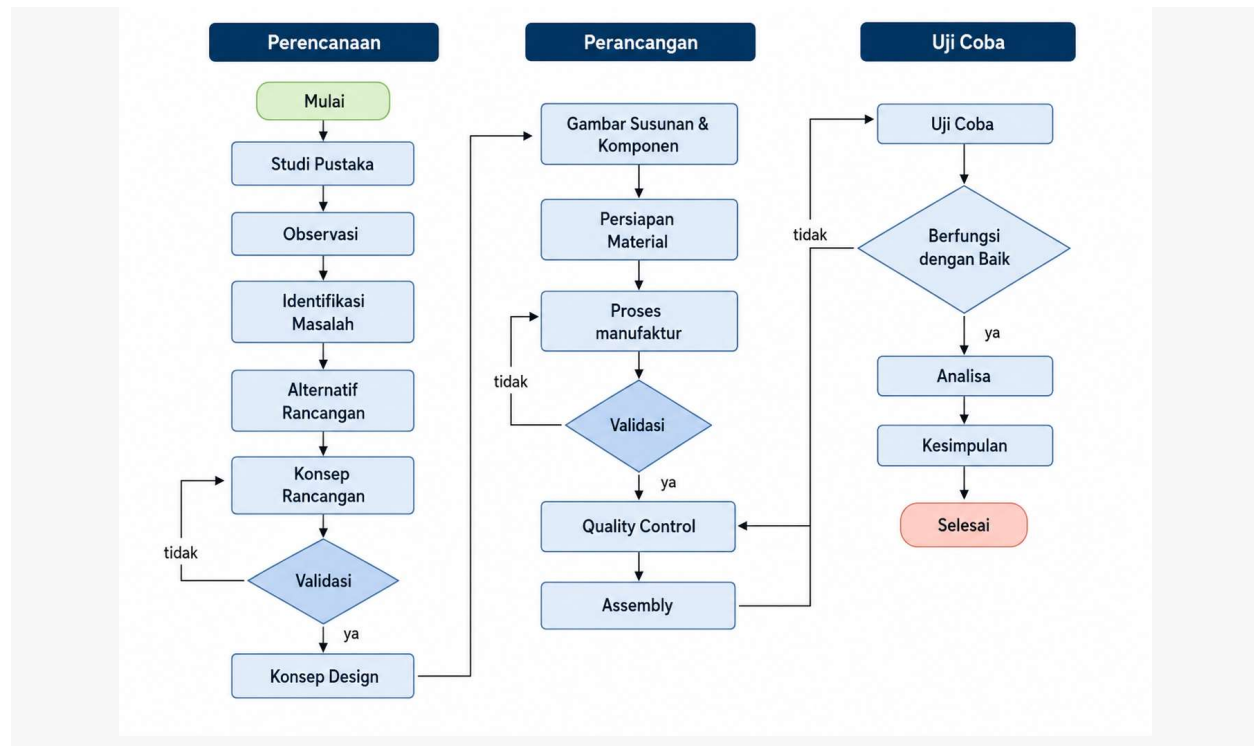 Perencanaan
Mulai
Studi Pustaka
Observasi
Identifikasi
Masalah
Alternatif
Rancangan
Konsep
Rancangan
tidak
Validasi
ya
Konsep Design
Perancangan
Gambar Susunan &
Komponen
Persiapan
Material
Proses
manufaktur
tidak
Validasi
ya
Quality Control
Assembly
Uji Coba
Uji Coba
tidak
Berfungsi
dengan Baik
ya
Analisa
Kesimpulan
Selesai